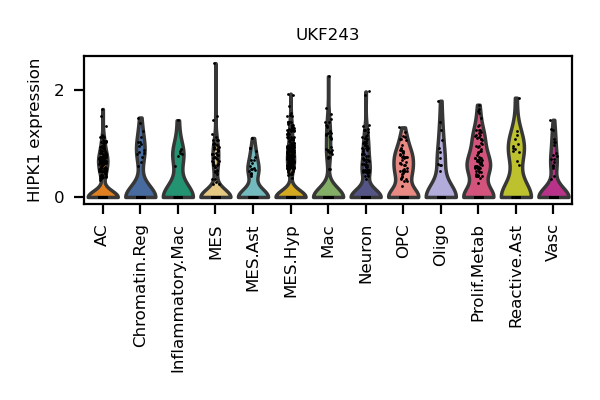 UKF243
HIPK1 expression
2
0
AC
Chromatin.Reg
Inflammatory.Mac
MES
MES.Ast
MES.Hyp
Mac
Neuron
OPC
Oligo
Prolif.Metab
Reactive.Ast
Vasc